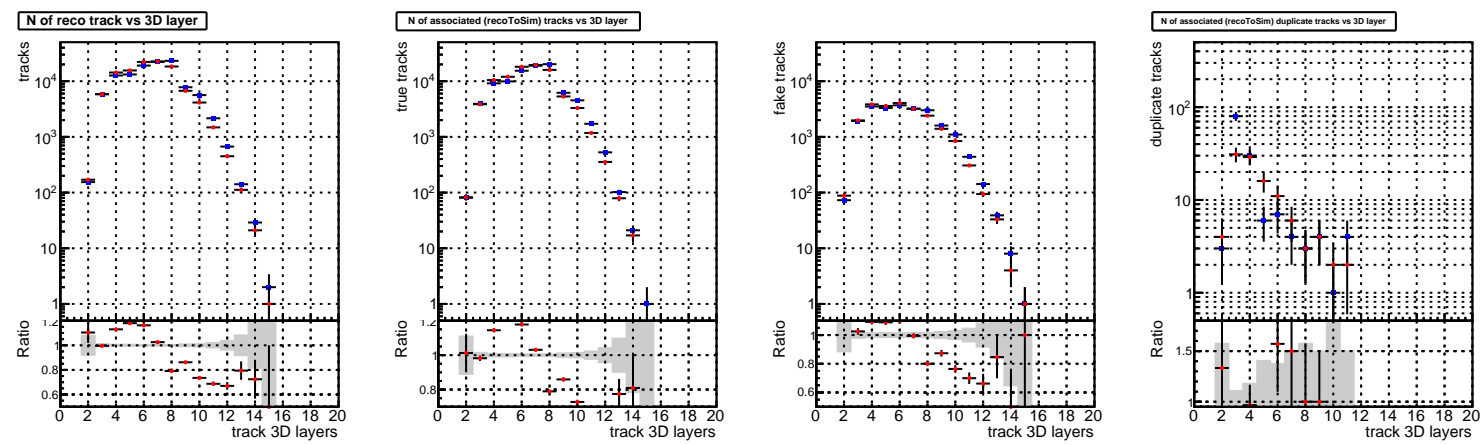 N of reco track vs 3D layer
tracks
10⁴
10³
10²
10
1
Ratio
1.2
1
0.8
0.6
0 2 4 6 8 10 12 14 16 18 20
track 3D layers
N of associated (recoToSim) tracks vs 3D layer
true tracks
10⁴
10³
10²
10
1
Ratio
1.2
1
0.8
0 2 4 6 8 10 12 14 16 18 20
track 3D layers
fake tracks
10⁴
10³
10²
10
1
Ratio
1
0.8
0.6
0 2 4 6 8 10 12 14 16 18 20
track 3D layers
N of associated (recoToSim) duplicate tracks vs 3D layer
duplicate tracks
10²
10
1
Ratio
1.5
1
0 2 4 6 8 10 12 14 16 18 20
track 3D layers